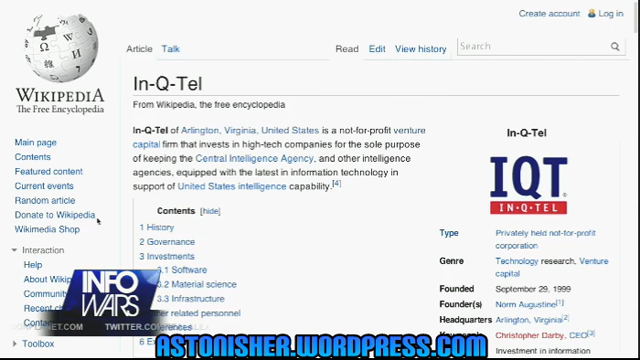 Create account Log in
Article Talk Read Edit View history Search
WIKIPEDIA
The Free Encyclopedia
In-Q-Tel
From Wikipedia, the free encyclopedia
Main page
Contents
Featured content
Current events
Random article
Donate to Wikipedia
Wikimedia Shop
Interaction
Help
About
Community
Toolbox
In-Q-Tel of Arlington, Virginia, United States is a not-for-profit venture
capital firm that invests in high-tech companies for the sole purpose
of keeping the Central Intelligence Agency, and other intelligence
agencies, equipped with the latest in information technology in
support of United States intelligence capability.[4]
Contents [hide]
1 History
2 Governance
3 Investments
3.1 Software
3.2 Material science
3.3 Infrastructure
related personnel
In-Q-Tel
IQT
IN-Q-TEL
Type Privately held not-for-profit
corporation
Genre Technology research, Venture
capital
Founded September 29, 1999
Founder(s) Norm Augustine[1]
Headquarters Arlington, Virginia[2]
Christopher Darby, CEO[3]
Investment in information
INFO
WARS
TWITTER.CO
ASTONISHER.WORDPRESS.COM